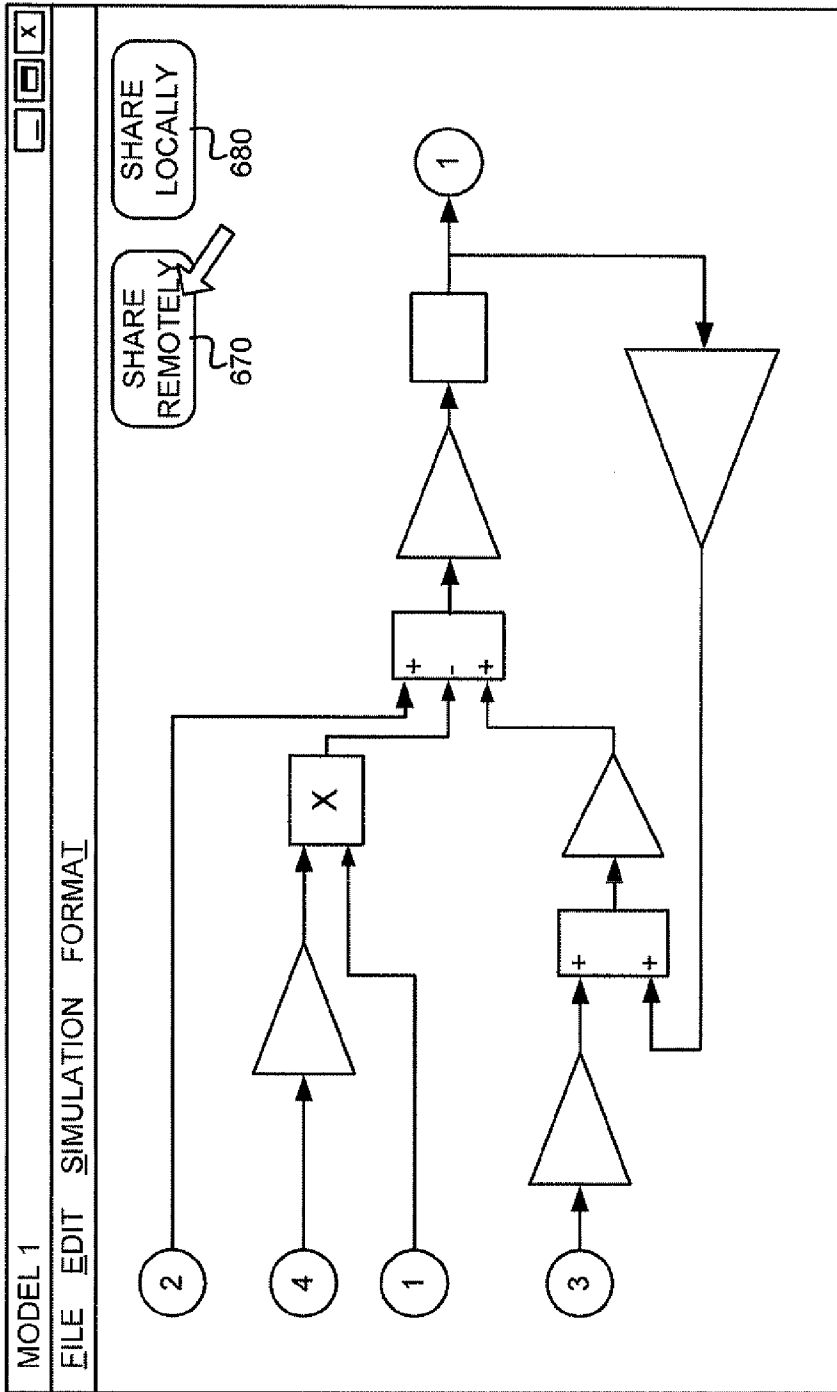 MODEL 1
_ X
FILE EDIT SIMULATION FORMAT
SHARE
REMOTELY
670
SHARE
LOCALLY
680
2
4
1
3
X
+
-
+
+
+
1